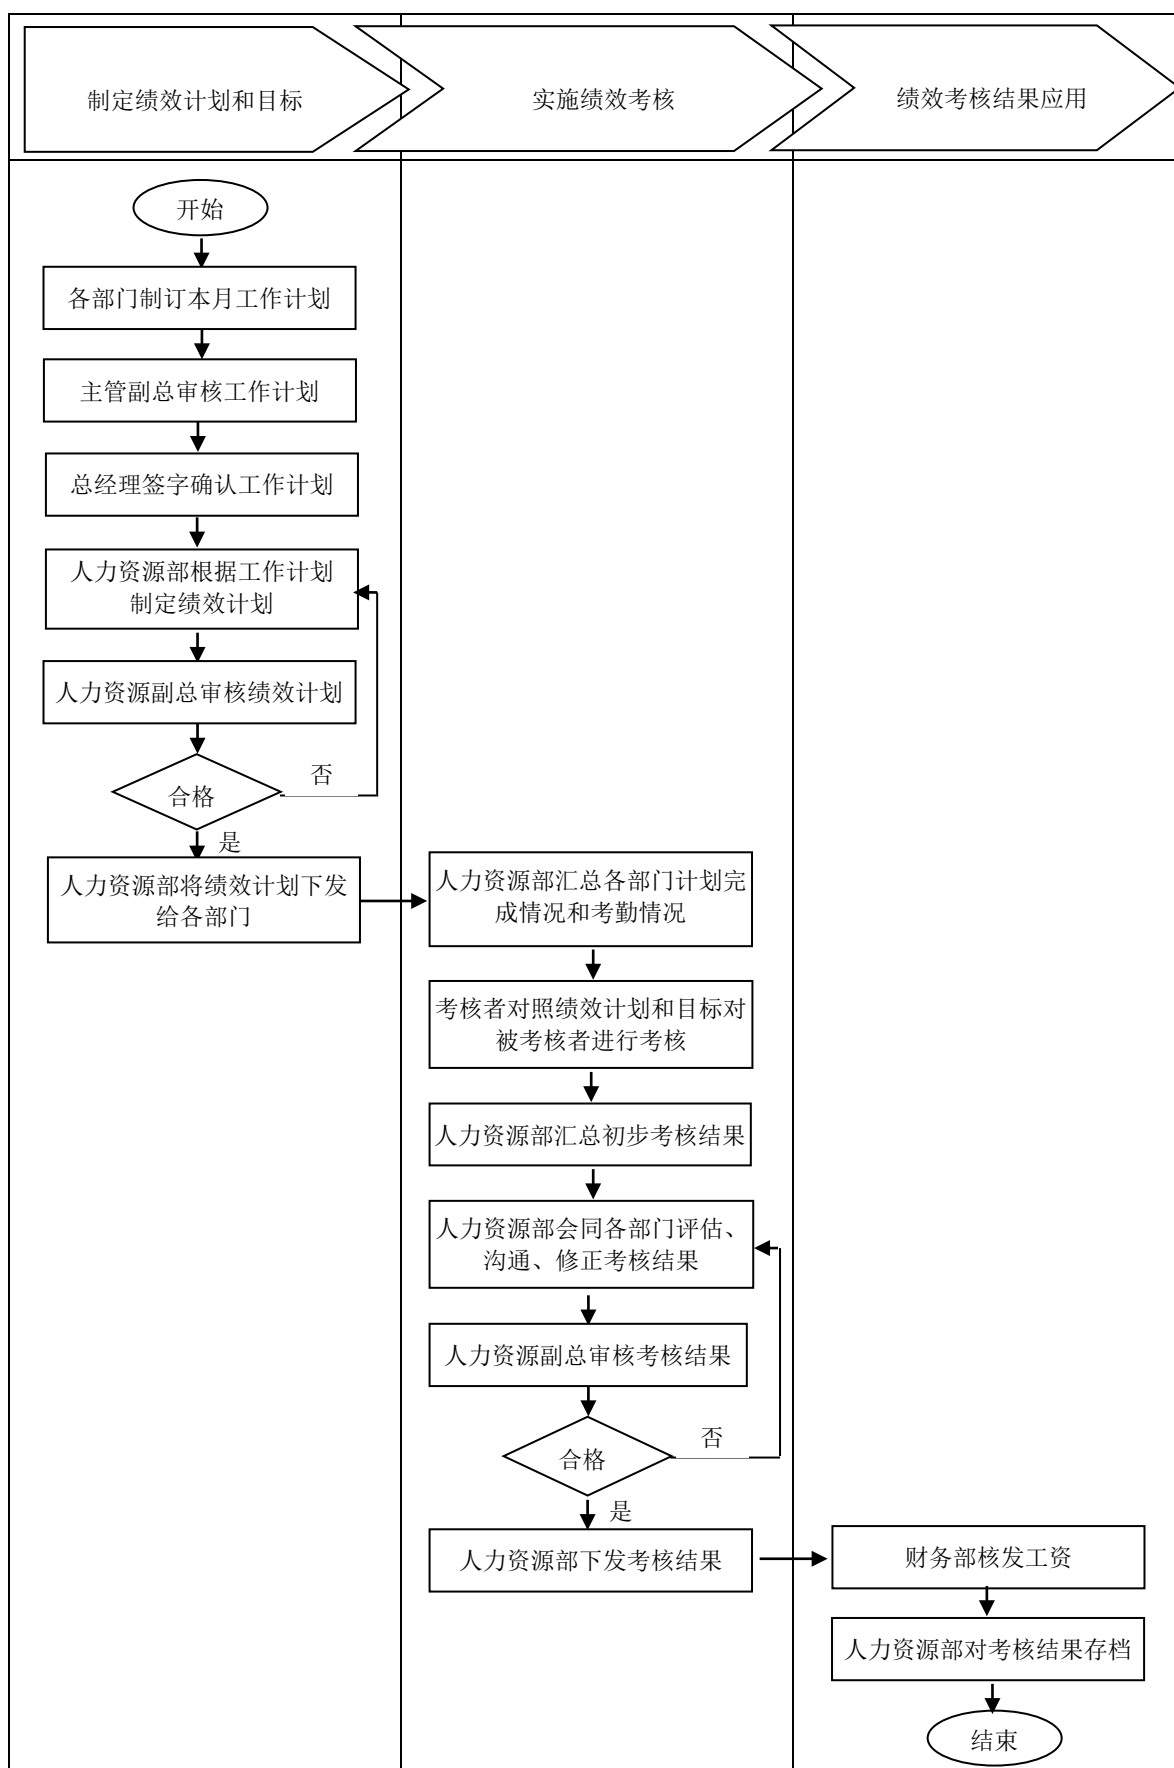 制定绩效计划和目标
实施绩效考核
绩效考核结果应用
开始
各部门制订本月工作计划
主管副总审核工作计划
总经理签字确认工作计划
人力资源部根据工作计划
制定绩效计划
人力资源副总审核绩效计划
合格
否
是
人力资源部将绩效计划下发
给各部门
人力资源部汇总各部门计划完
成情况和考勤情况
考核者对照绩效计划和目标对
被考核者进行考核
人力资源部汇总初步考核结果
人力资源部会同各部门评估、
沟通、修正考核结果
人力资源副总审核考核结果
合格
否
是
人力资源部下发考核结果
财务部核发工资
人力资源部对考核结果存档
结束